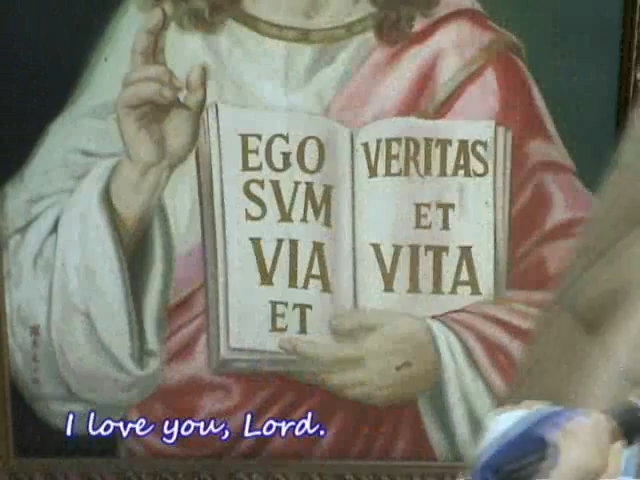 EGO
SVM
VIA
ET
VERITAS
ET
VITA
I love you, Lord.